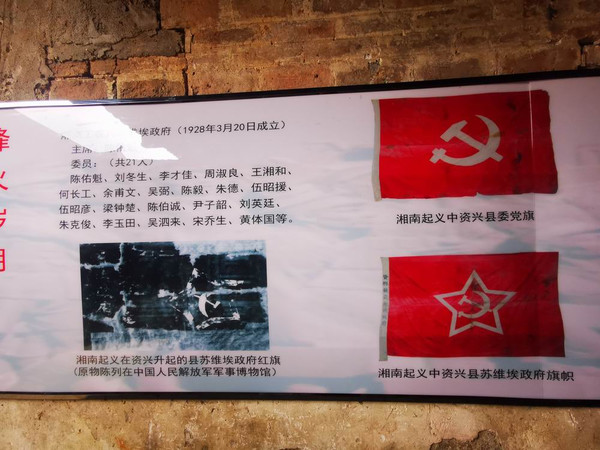 烽火岁月
埃政府（1928年3月20日成立）
主席
委员：（共21人）
陈佑魁、刘冬生、李才佳、周淑良、王湘和、
何长工、余甫文、吴弼、陈毅、朱德、伍昭援、
伍昭彦、梁钟楚、陈伯诚、尹子韶、刘英廷、
朱克俊、李玉田、吴泗来、宋乔生、黄体国等。
湘南起义在资兴升起的县苏维埃政府红旗
（原物陈列在中国人民解放军军事博物馆）
湘南起义中资兴县委党旗
湘南起义中资兴县苏维埃政府旗帜